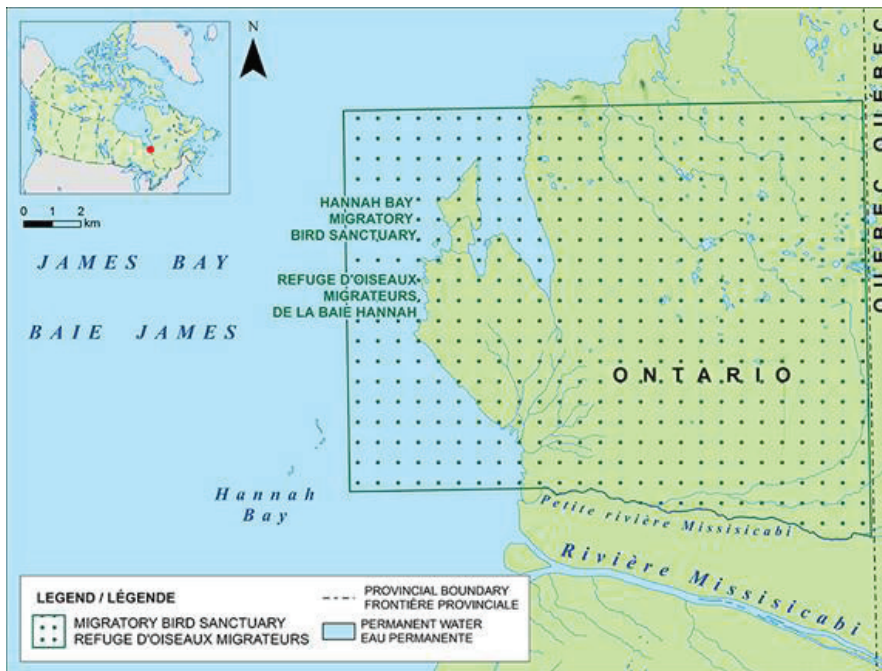 N
0 1 2
km
HANNAH BAY
MIGRATORY
BIRD SANCTUARY
REFUGE D'OISEAUX
MIGRATEURS
DE LA BAIE HANNAH
JAMES BAY
BAIE JAMES
ONTARIO
QUEBEC QUÉBEC
Hannah
Bay
Petite rivière Missisicabi
Rivière Missisicabi
LEGEND / LÉGENDE
MIGRATORY BIRD SANCTUARY
REFUGE D'OISEAUX MIGRATEURS
PROVINCIAL BOUNDARY
FRONTIÈRE PROVINCIALE
PERMANENT WATER
EAU PERMANENTE